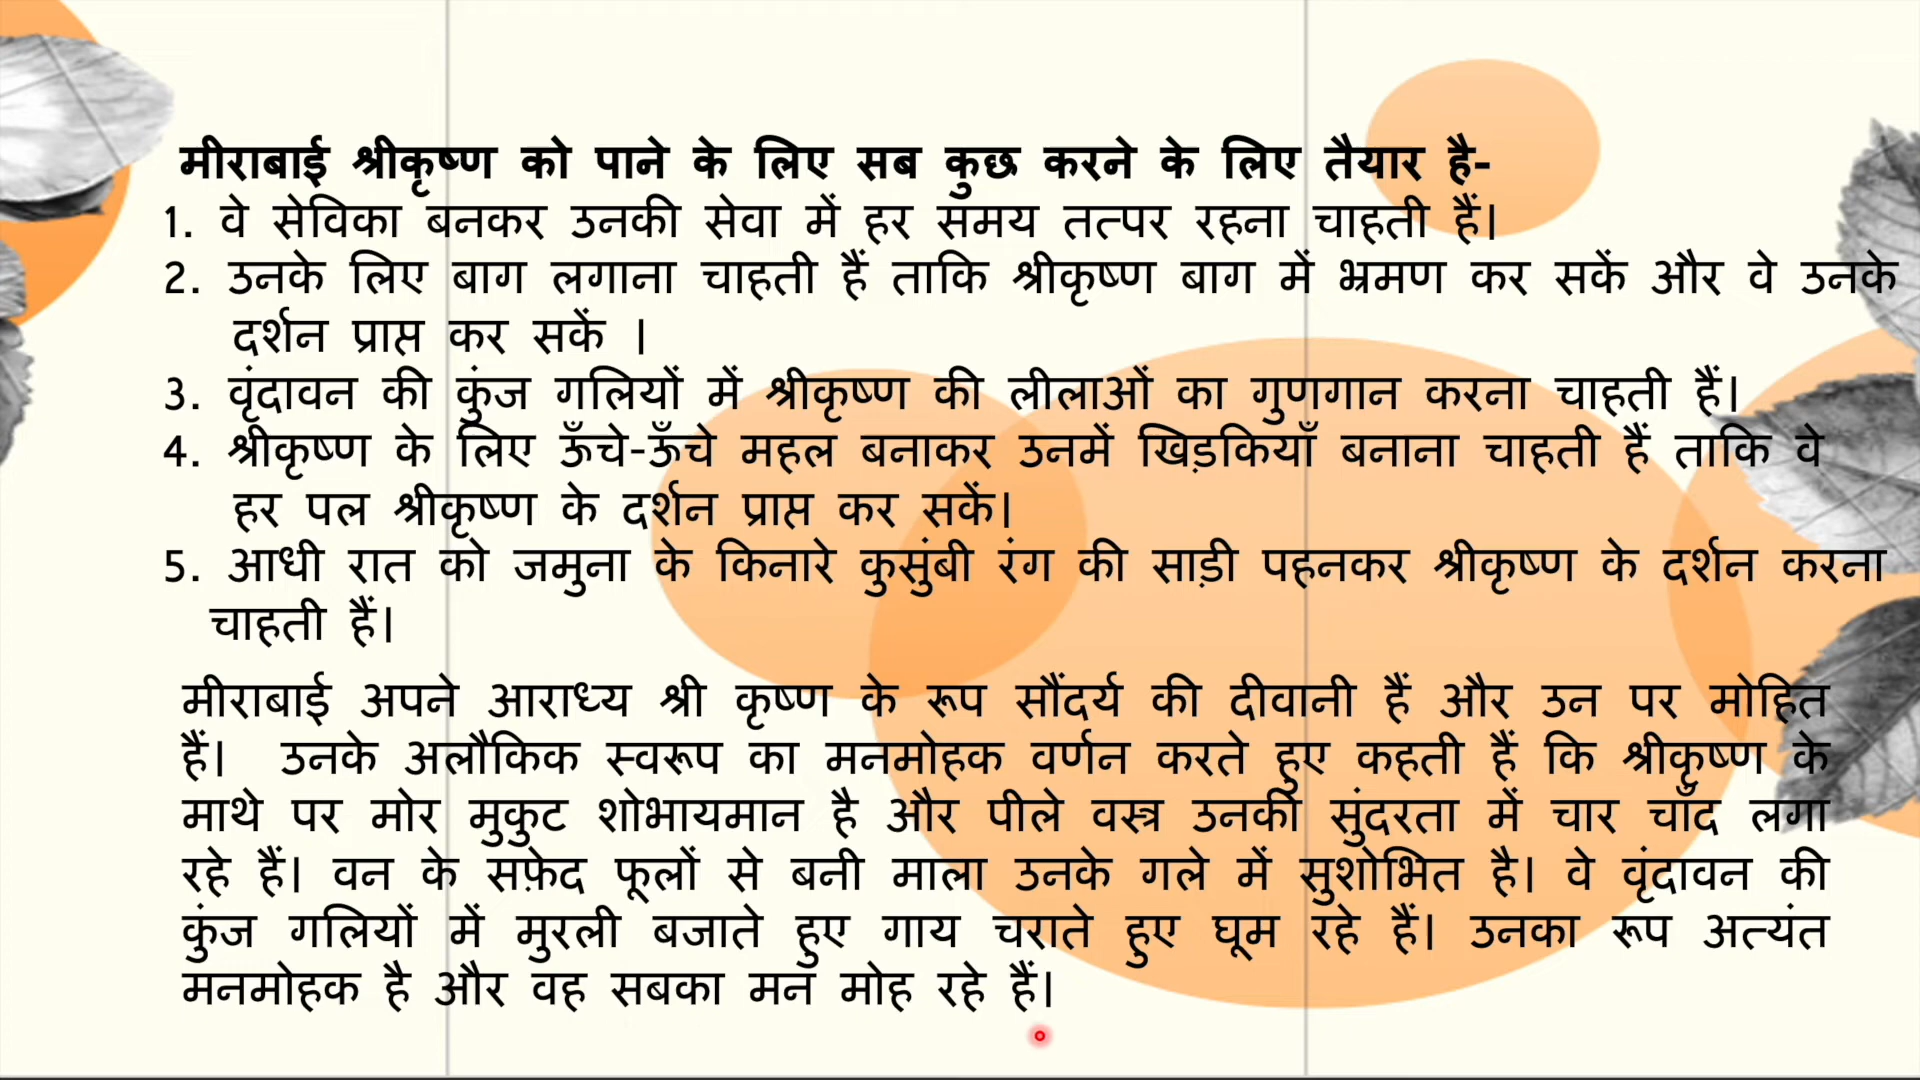 मीराबाई श्रीकृष्ण को पाने के लिए सब कुछ करने के लिए तैयार है-
1. वे सेविका बनकर उनकी सेवा में हर समय तत्पर रहना चाहती हैं।
2. उनके लिए बाग लगाना चाहती हैं ताकि श्रीकृष्ण बाग में भ्रमण कर सकें और वे उनके
दर्शन प्राप्त कर सकें ।
3. वृंदावन की कुंज गलियों में श्रीकृष्ण की लीलाओं का गुणगान करना चाहती हैं।
4. श्रीकृष्ण के लिए ऊँचे-ऊँचे महल बनाकर उनमें खिड़कियाँ बनाना चाहती हैं ताकि वे
हर पल श्रीकृष्ण के दर्शन प्राप्त कर सकें।
5. आधी रात को जमुना के किनारे कुसुंबी रंग की साड़ी पहनकर श्रीकृष्ण के दर्शन करना
चाहती हैं।
मीराबाई अपने आराध्य श्री कृष्ण के रूप सौंदर्य की दीवानी हैं और उन पर मोहित
हैं। उनके अलौकिक स्वरूप का मनमोहक वर्णन करते हुए कहती हैं कि श्रीकृष्ण के
माथे पर मोर मुकुट शोभायमान है और पीले वस्त्र उनकी सुंदरता में चार चाँद लगा
रहे हैं। वन के सफ़ेद फूलों से बनी माला उनके गले में सुशोभित है। वे वृंदावन की
कुंज गलियों में मुरली बजाते हुए गाय चराते हुए घूम रहे हैं। उनका रूप अत्यंत
मनमोहक है और वह सबका मन मोह रहे हैं।